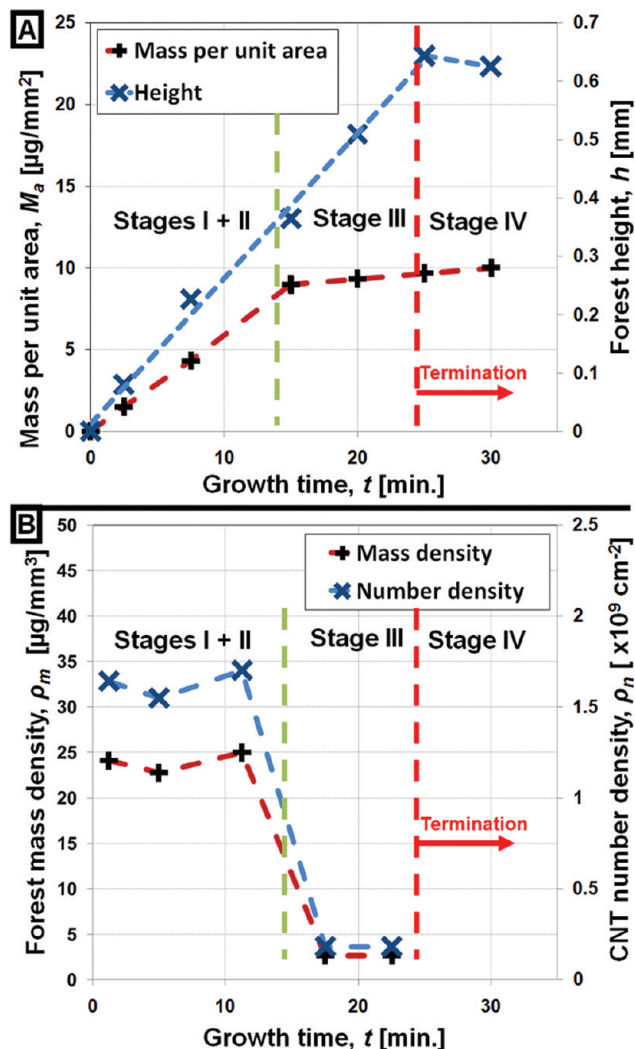 A
Mass per unit area
Height
Mass per unit area, Mₐ [µg/mm²]
25
20
15
10
5
0
Stages I + II
Stage III
Stage IV
Termination
0.7
0.6
0.5
0.4
0.3
0.2
0.1
0
Forest height, h [mm]
0 10 20 30
Growth time, t [min.]
B
Mass density
Number density
Forest mass density, ρₘ [µg/mm³]
50
45
40
35
30
25
20
15
10
5
0
Stages I + II
Stage III
Stage IV
Termination
2.5
2
1.5
1
0.5
0
CNT number density, ρₙ [ x10⁹ cm⁻²]
0 10 20 30
Growth time, t [min.]